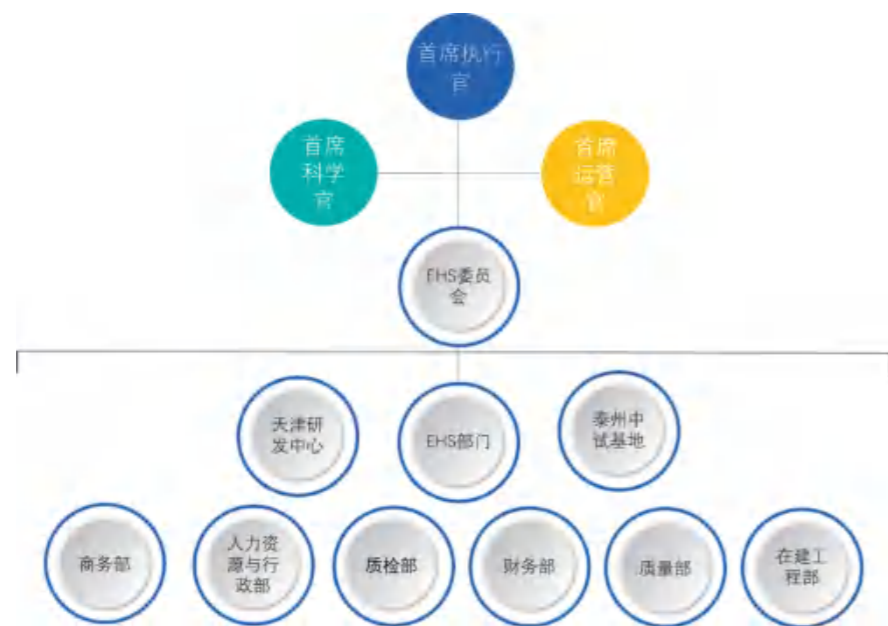 首席执行
官
首席
科学
官
首席
运营
官
EHS委员
会
天津研
发中心
EHS部门
泰州中
试基地
商务部
人力资
源与行
政部
质检部
财务部
质量部
在建工
程部